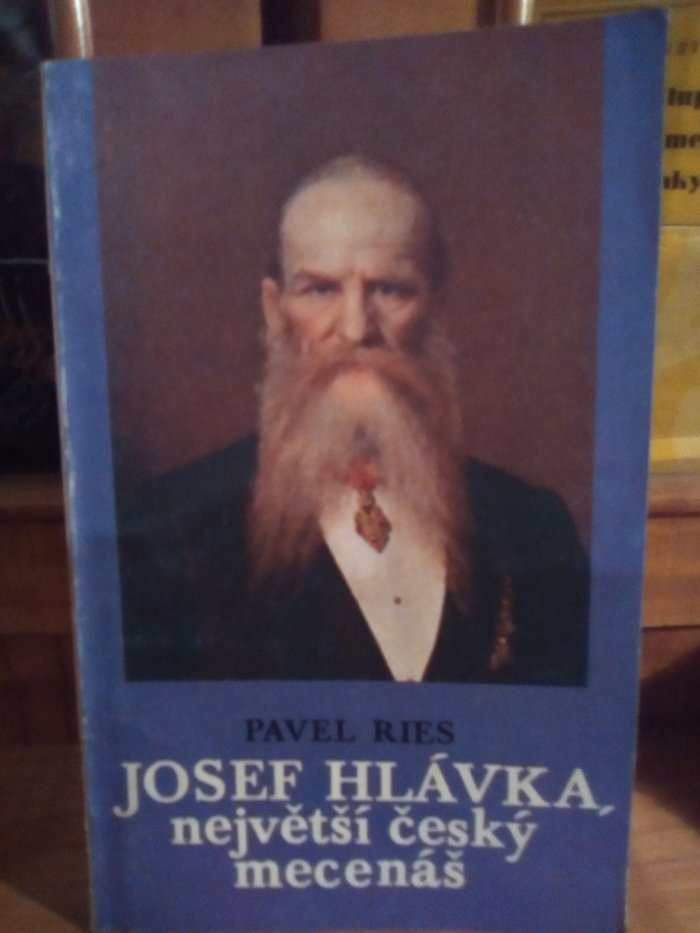 PAVEL RIES
JOSEF HLÁVKA,
největší český
mecenáš